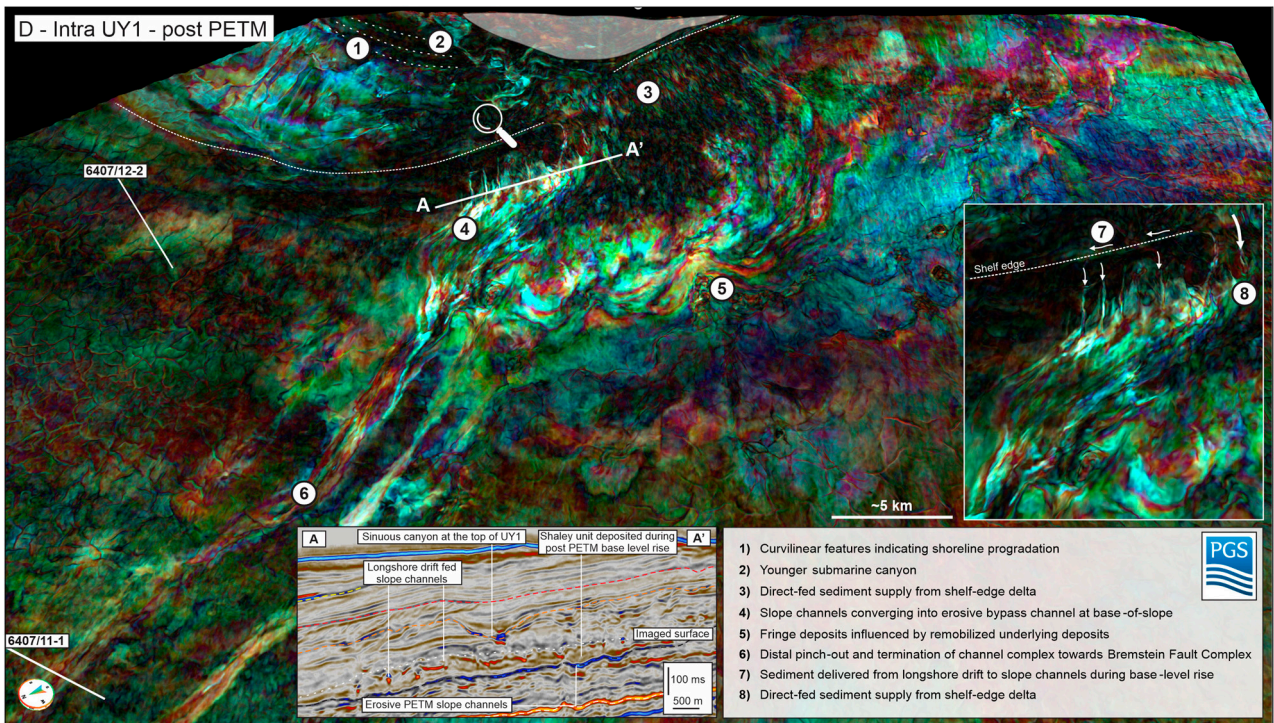 D - Intra UY1 - post PETM
1
2
3
6407/12-2
A
A'
4
5
6
6407/11-1
~5 km
7
Shelf edge
8
A
Sinuous canyon at the top of UY1
Shaley unit deposited during
post PETM base level rise
A'
Longshore drift fed
slope channels
Imaged surface
100 ms
500 m
Erosive PETM slope channels
1) Curvilinear features indicating shoreline progradation
2) Younger submarine canyon
3) Direct-fed sediment supply from shelf-edge delta
4) Slope channels converging into erosive bypass channel at base-of-slope
5) Fringe deposits influenced by remobilized underlying deposits
6) Distal pinch-out and termination of channel complex towards Bremstein Fault Complex
7) Sediment delivered from longshore drift to slope channels during base-level rise
8) Direct-fed sediment supply from shelf-edge delta
PGS